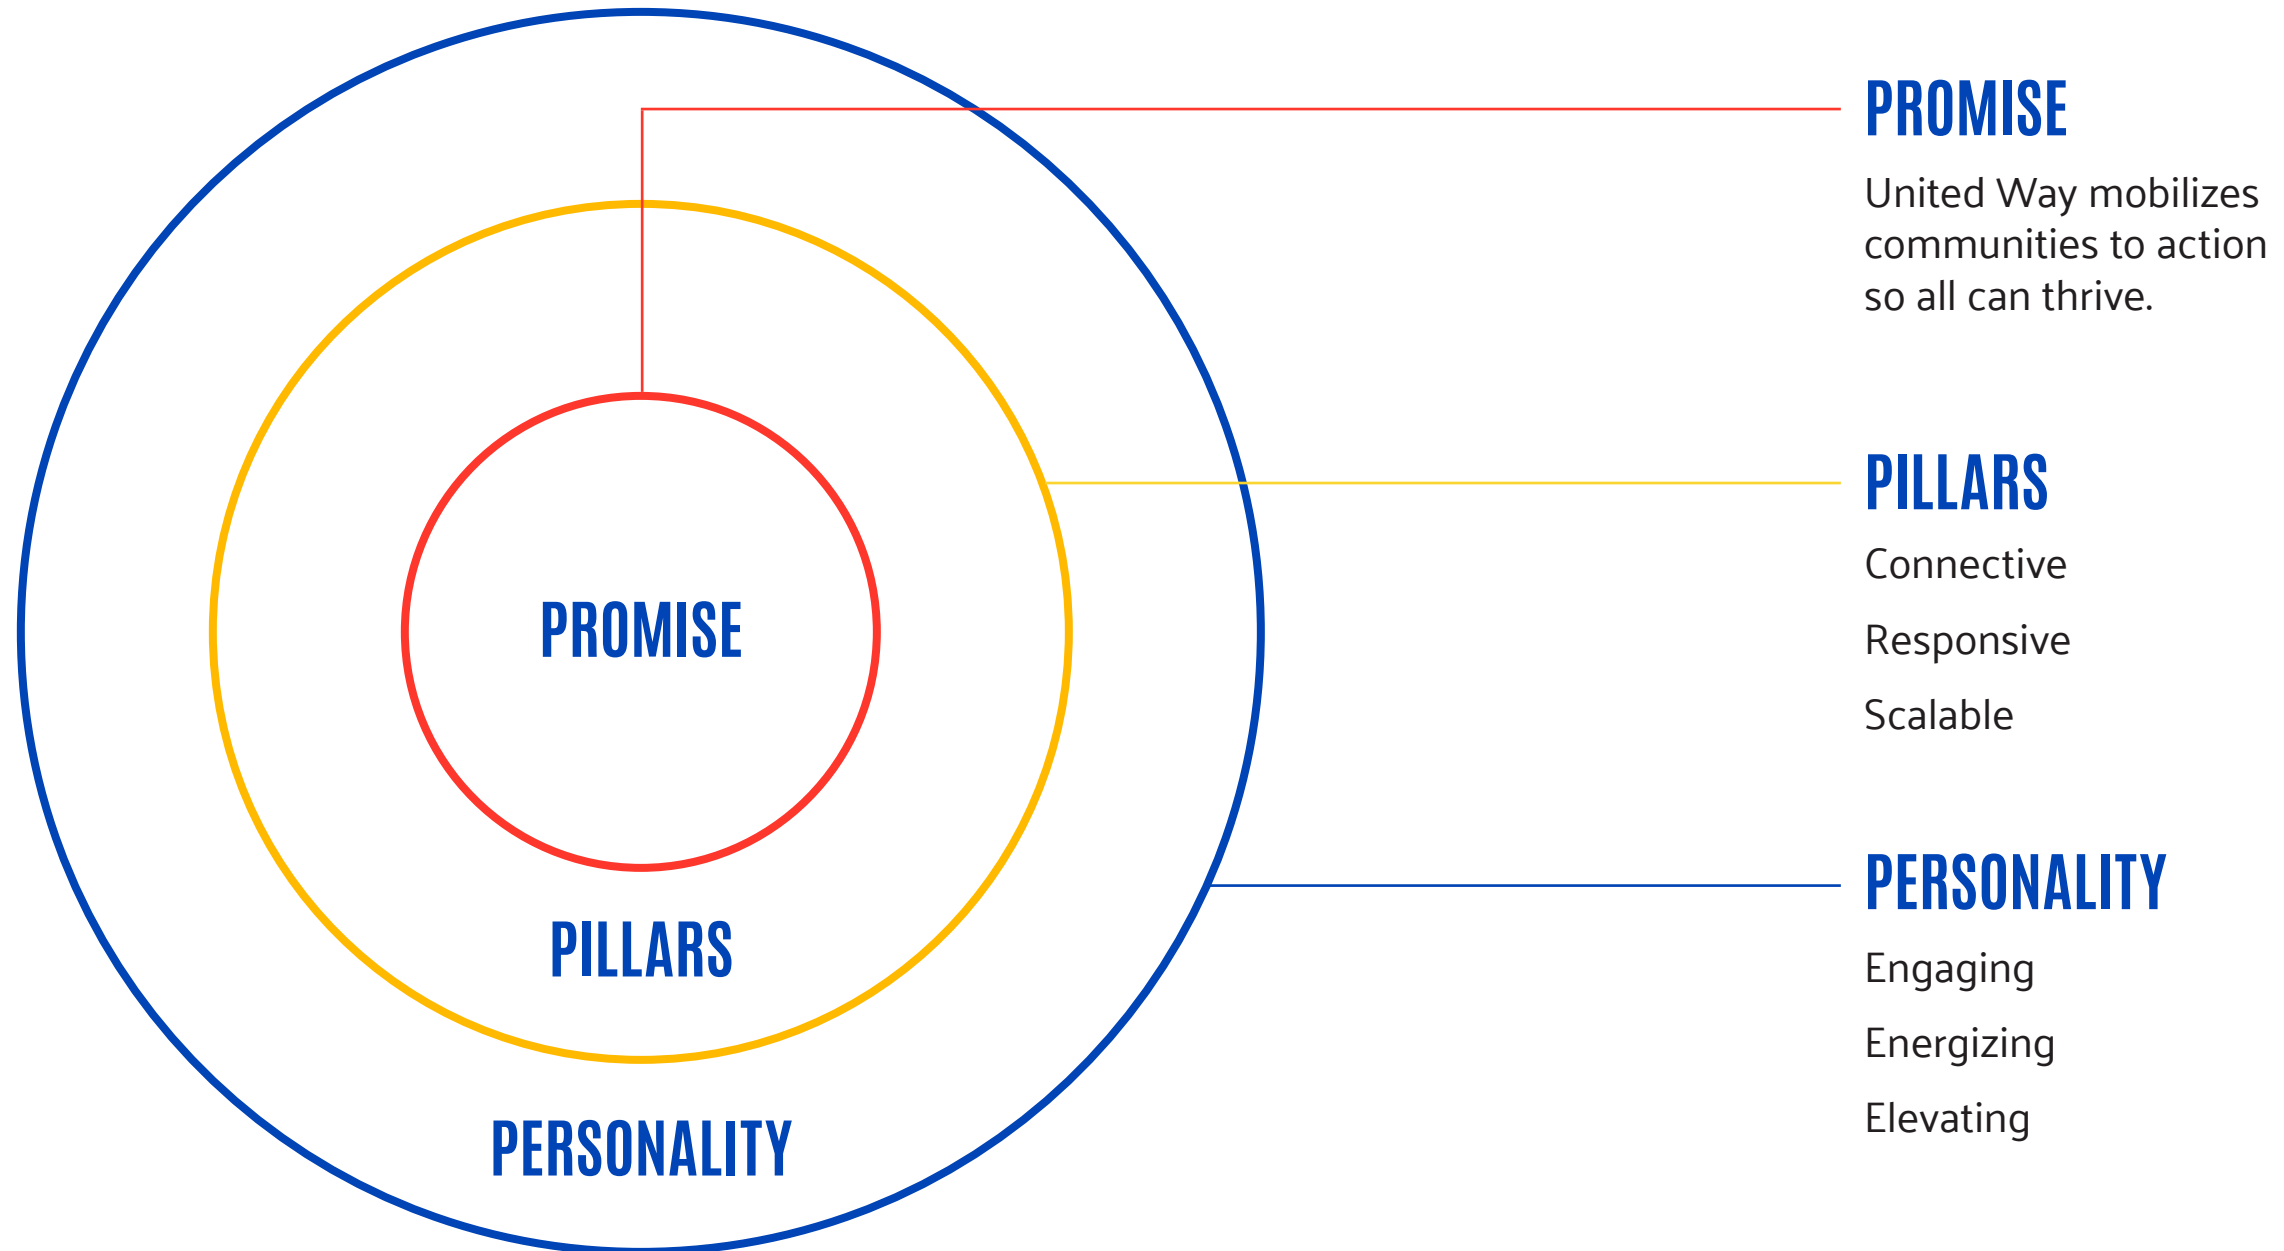 PROMISE
PILLARS
PERSONALITY
PROMISE
United Way mobilizes
communities to action
so all can thrive.
PILLARS
Connective
Responsive
Scalable
PERSONALITY
Engaging
Energizing
Elevating